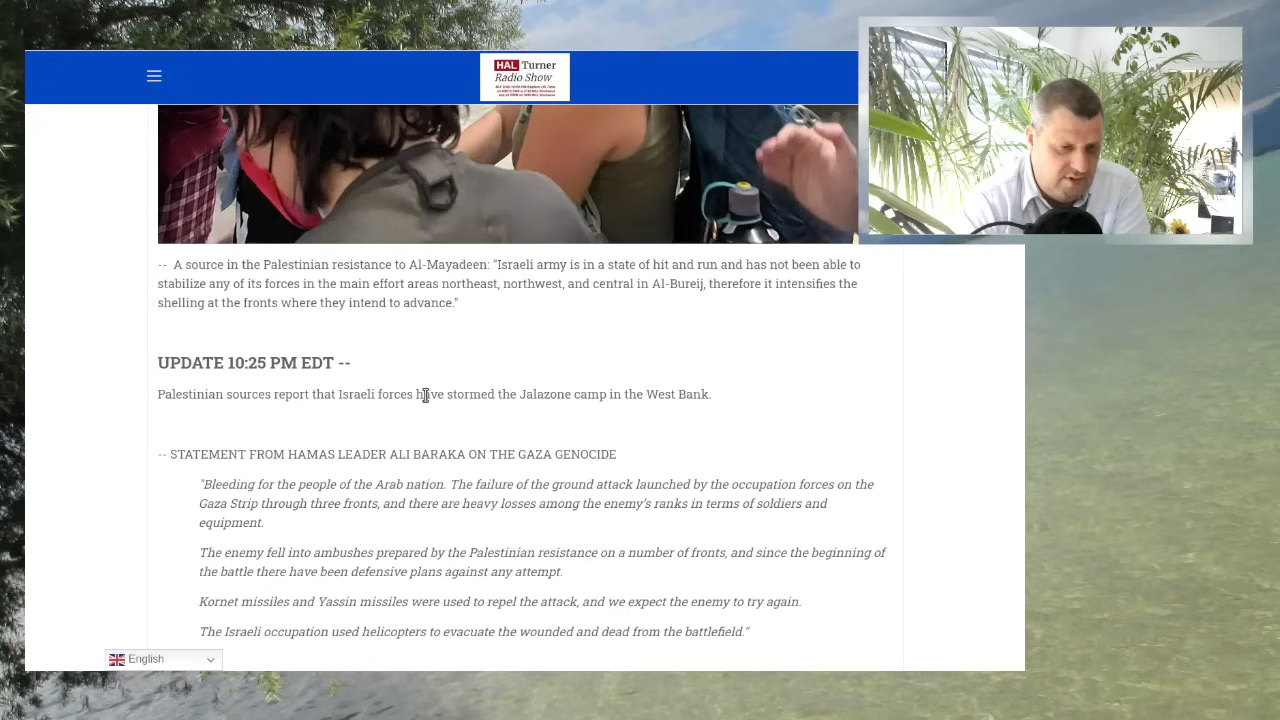 HAL Turner
Radio Show
-- A source in the Palestinian resistance to Al-Mayadeen: "Israeli army is in a state of hit and run and has not been able to
stabilize any of its forces in the main effort areas northeast, northwest, and central in Al-Bureij, therefore it intensifies the
shelling at the fronts where they intend to advance."
UPDATE 10:25 PM EDT --
Palestinian sources report that Israeli forces have stormed the Jalazone camp in the West Bank.
-- STATEMENT FROM HAMAS LEADER ALI BARAKA ON THE GAZA GENOCIDE
"Bleeding for the people of the Arab nation. The failure of the ground attack launched by the occupation forces on the
Gaza Strip through three fronts, and there are heavy losses among the enemy's ranks in terms of soldiers and
equipment.
The enemy fell into ambushes prepared by the Palestinian resistance on a number of fronts, and since the beginning of
the battle there have been defensive plans against any attempt.
Kornet missiles and Yassin missiles were used to repel the attack, and we expect the enemy to try again.
The Israeli occupation used helicopters to evacuate the wounded and dead from the battlefield."
English